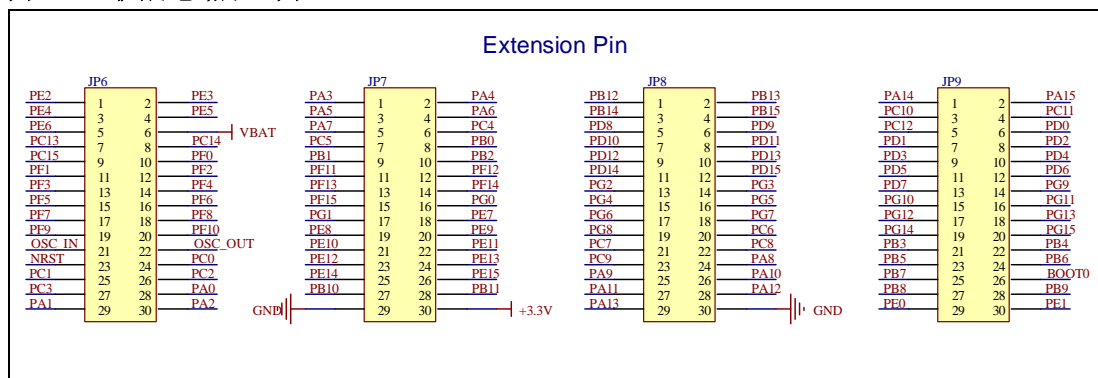 Extension Pin
JP6 JP7 JP8 JP9
PE2 1 2 PE3 PA3 1 2 PA4 PB12 1 2 PB13 PA14 1 2 PA15
PE4 3 4 PE5 PA5 3 4 PA6 PB14 3 4 PB15 PC10 3 4 PC11
PE6 5 6 VBAT PA7 5 6 PC4 PD8 5 6 PD9 PC12 5 6 PD0
PC13 7 8 PC14 PC5 7 8 PB0 PD10 7 8 PD11 PD1 7 8 PD2
PC15 9 10 PF0 PB1 9 10 PB2 PD12 9 10 PD13 PD3 9 10 PD4
PF1 11 12 PF2 PF11 11 12 PF12 PD14 11 12 PD15 PD5 11 12 PD6
PF3 13 14 PF4 PF13 13 14 PF14 PG2 13 14 PG3 PD7 13 14 PG9
PF5 15 16 PF6 PF15 15 16 PG0 PG4 15 16 PG5 PG10 15 16 PG11
PF7 17 18 PF8 PG1 17 18 PE7 PG6 17 18 PG7 PG12 17 18 PG13
PF9 19 20 PF10 PE8 19 20 PE9 PG8 19 20 PC6 PG14 19 20 PG15
OSC_IN 21 22 OSC_OUT PE10 21 22 PE11 PC7 21 22 PC8 PB3 21 22 PB4
NRST 23 24 PC0 PE12 23 24 PE13 PC9 23 24 PA8 PB5 23 24 PB6
PC1 25 26 PC2 PE14 25 26 PE15 PA9 25 26 PA10 PB7 25 26 BOOT0
PC3 27 28 PA0 PB10 27 28 PB11 PA11 27 28 PA12 PB8 27 28 PB9
PA1 29 30 PA2 GND 29 30 +3.3V PA13 29 30 GND PE0 29 30 PE1